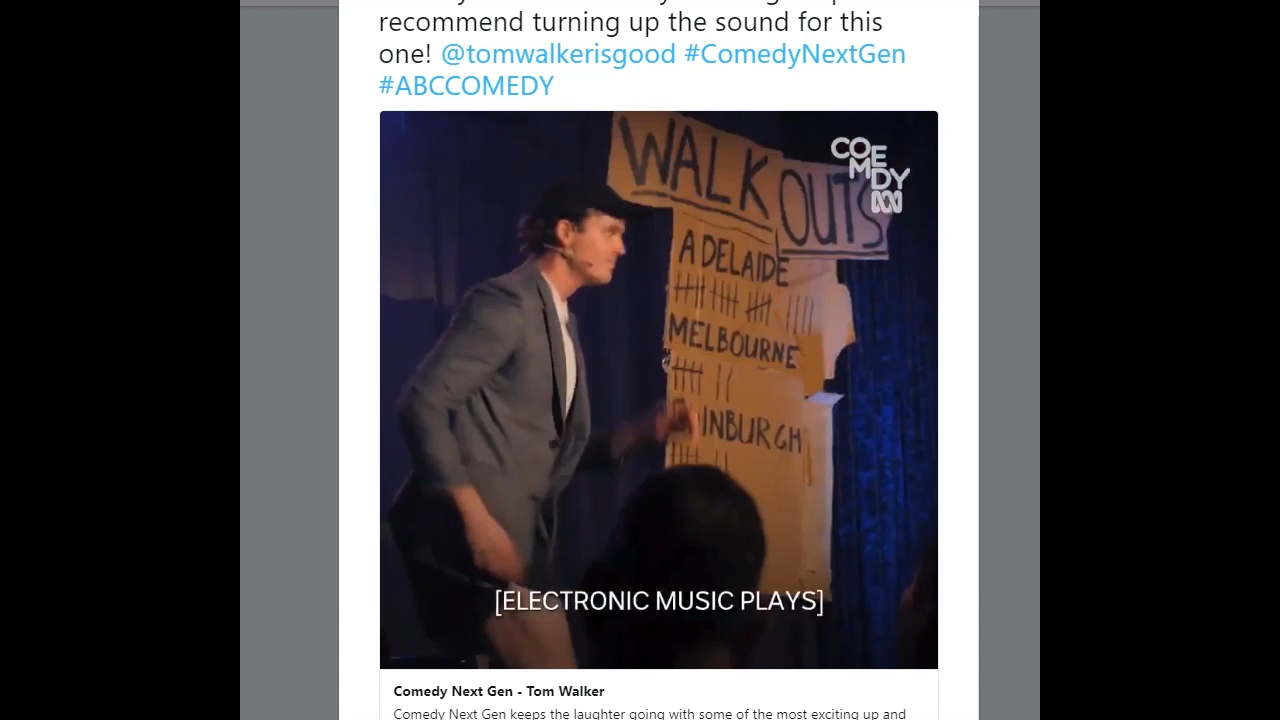 recommend turning up the sound for this
one! @tomwalkerisgood #ComedyNextGen
#ABCCOMEDY
COMEDY
WALK OUTS
ADELAIDE
MELBOURNE
EDINBURGH
[ELECTRONIC MUSIC PLAYS]
Comedy Next Gen - Tom Walker
Comedy Next Gen keeps the laughter going with some of the most exciting up and